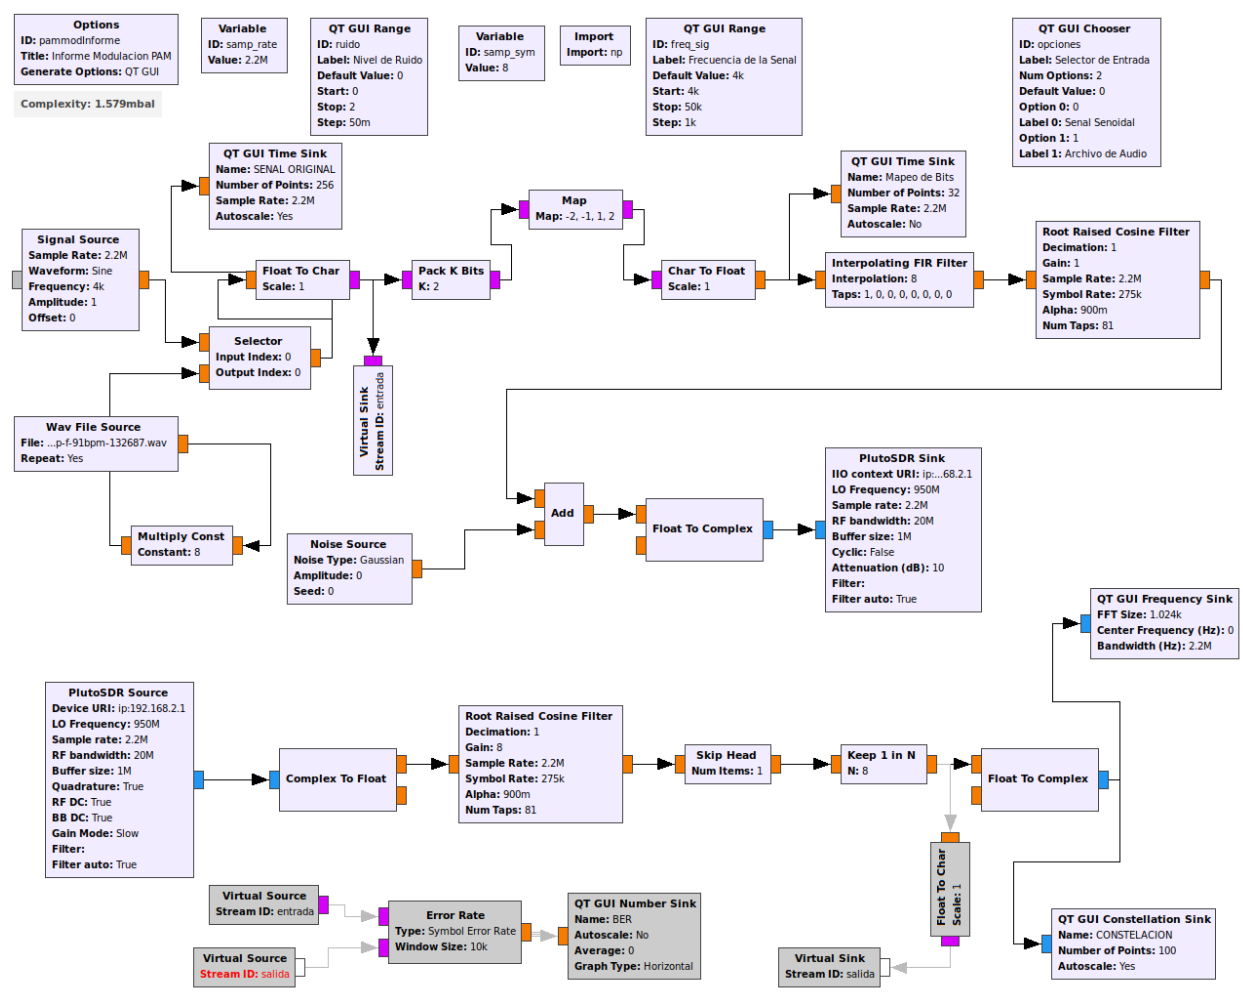 Options
ID: pammodInforme
Title: Informe Modulacion PAM
Generate Options: QT GUI
Complexity: 1.579mbal
Variable
ID: samp_rate
Value: 2.2M
QT GUI Range
ID: ruido
Label: Nivel de Ruido
Default Value: 0
Start: 0
Stop: 2
Step: 50m
Variable
ID: samp_sym
Value: 8
Import
Import: np
QT GUI Range
ID: freq_sig
Label: Frecuencia de la Senal
Default Value: 4k
Start: 4k
Stop: 50k
Step: 1k
QT GUI Chooser
ID: opciones
Label: Selector de Entrada
Num Options: 2
Default Value: 0
Option 0: 0
Label 0: Senal Senoidal
Option 1: 1
Label 1: Archivo de Audio
QT GUI Time Sink
Name: SENAL ORIGINAL
Number of Points: 256
Sample Rate: 2.2M
Autoscale: Yes
QT GUI Time Sink
Name: Mapeo de Bits
Number of Points: 32
Sample Rate: 2.2M
Autoscale: No
Map
Map: -2, -1, 1, 2
Signal Source
Sample Rate: 2.2M
Waveform: Sine
Frequency: 4k
Amplitude: 1
Offset: 0
Float To Char
Scale: 1
Pack K Bits
K: 2
Char To Float
Scale: 1
Interpolating FIR Filter
Interpolation: 8
Taps: 1, 0, 0, 0, 0, 0, 0, 0
Root Raised Cosine Filter
Decimation: 1
Gain: 1
Sample Rate: 2.2M
Symbol Rate: 275k
Alpha: 900m
Num Taps: 81
Selector
Input Index: 0
Output Index: 0
Virtual Sink
Stream ID: entrada
Wav File Source
File: ...p-f-91bpm-132687.wav
Repeat: Yes
Multiply Const
Constant: 8
Noise Source
Noise Type: Gaussian
Amplitude: 0
Seed: 0
Add
Float To Complex
PlutoSDR Sink
IIO context URI: ip:...68.2.1
LO Frequency: 950M
Sample rate: 2.2M
RF bandwidth: 20M
Buffer size: 1M
Cyclic: False
Attenuation (dB): 10
Filter:
Filter auto: True
QT GUI Frequency Sink
FFT Size: 1.024k
Center Frequency (Hz): 0
Bandwidth (Hz): 2.2M
PlutoSDR Source
Device URI: ip:192.168.2.1
LO Frequency: 950M
Sample rate: 2.2M
RF bandwidth: 20M
Buffer size: 1M
Quadrature: True
RF DC: True
BB DC: True
Gain Mode: Slow
Filter:
Filter auto: True
Complex To Float
Root Raised Cosine Filter
Decimation: 1
Gain: 8
Sample Rate: 2.2M
Symbol Rate: 275k
Alpha: 900m
Num Taps: 81
Skip Head
Num Items: 1
Keep 1 in N
N: 8
Float To Complex
Float To Char
Scale: 1
Virtual Source
Stream ID: entrada
Virtual Source
Stream ID: salida
Error Rate
Type: Symbol Error Rate
Window Size: 10k
QT GUI Number Sink
Name: BER
Autoscale: No
Average: 0
Graph Type: Horizontal
Virtual Sink
Stream ID: salida
QT GUI Constellation Sink
Name: CONSTELACION
Number of Points: 100
Autoscale: Yes